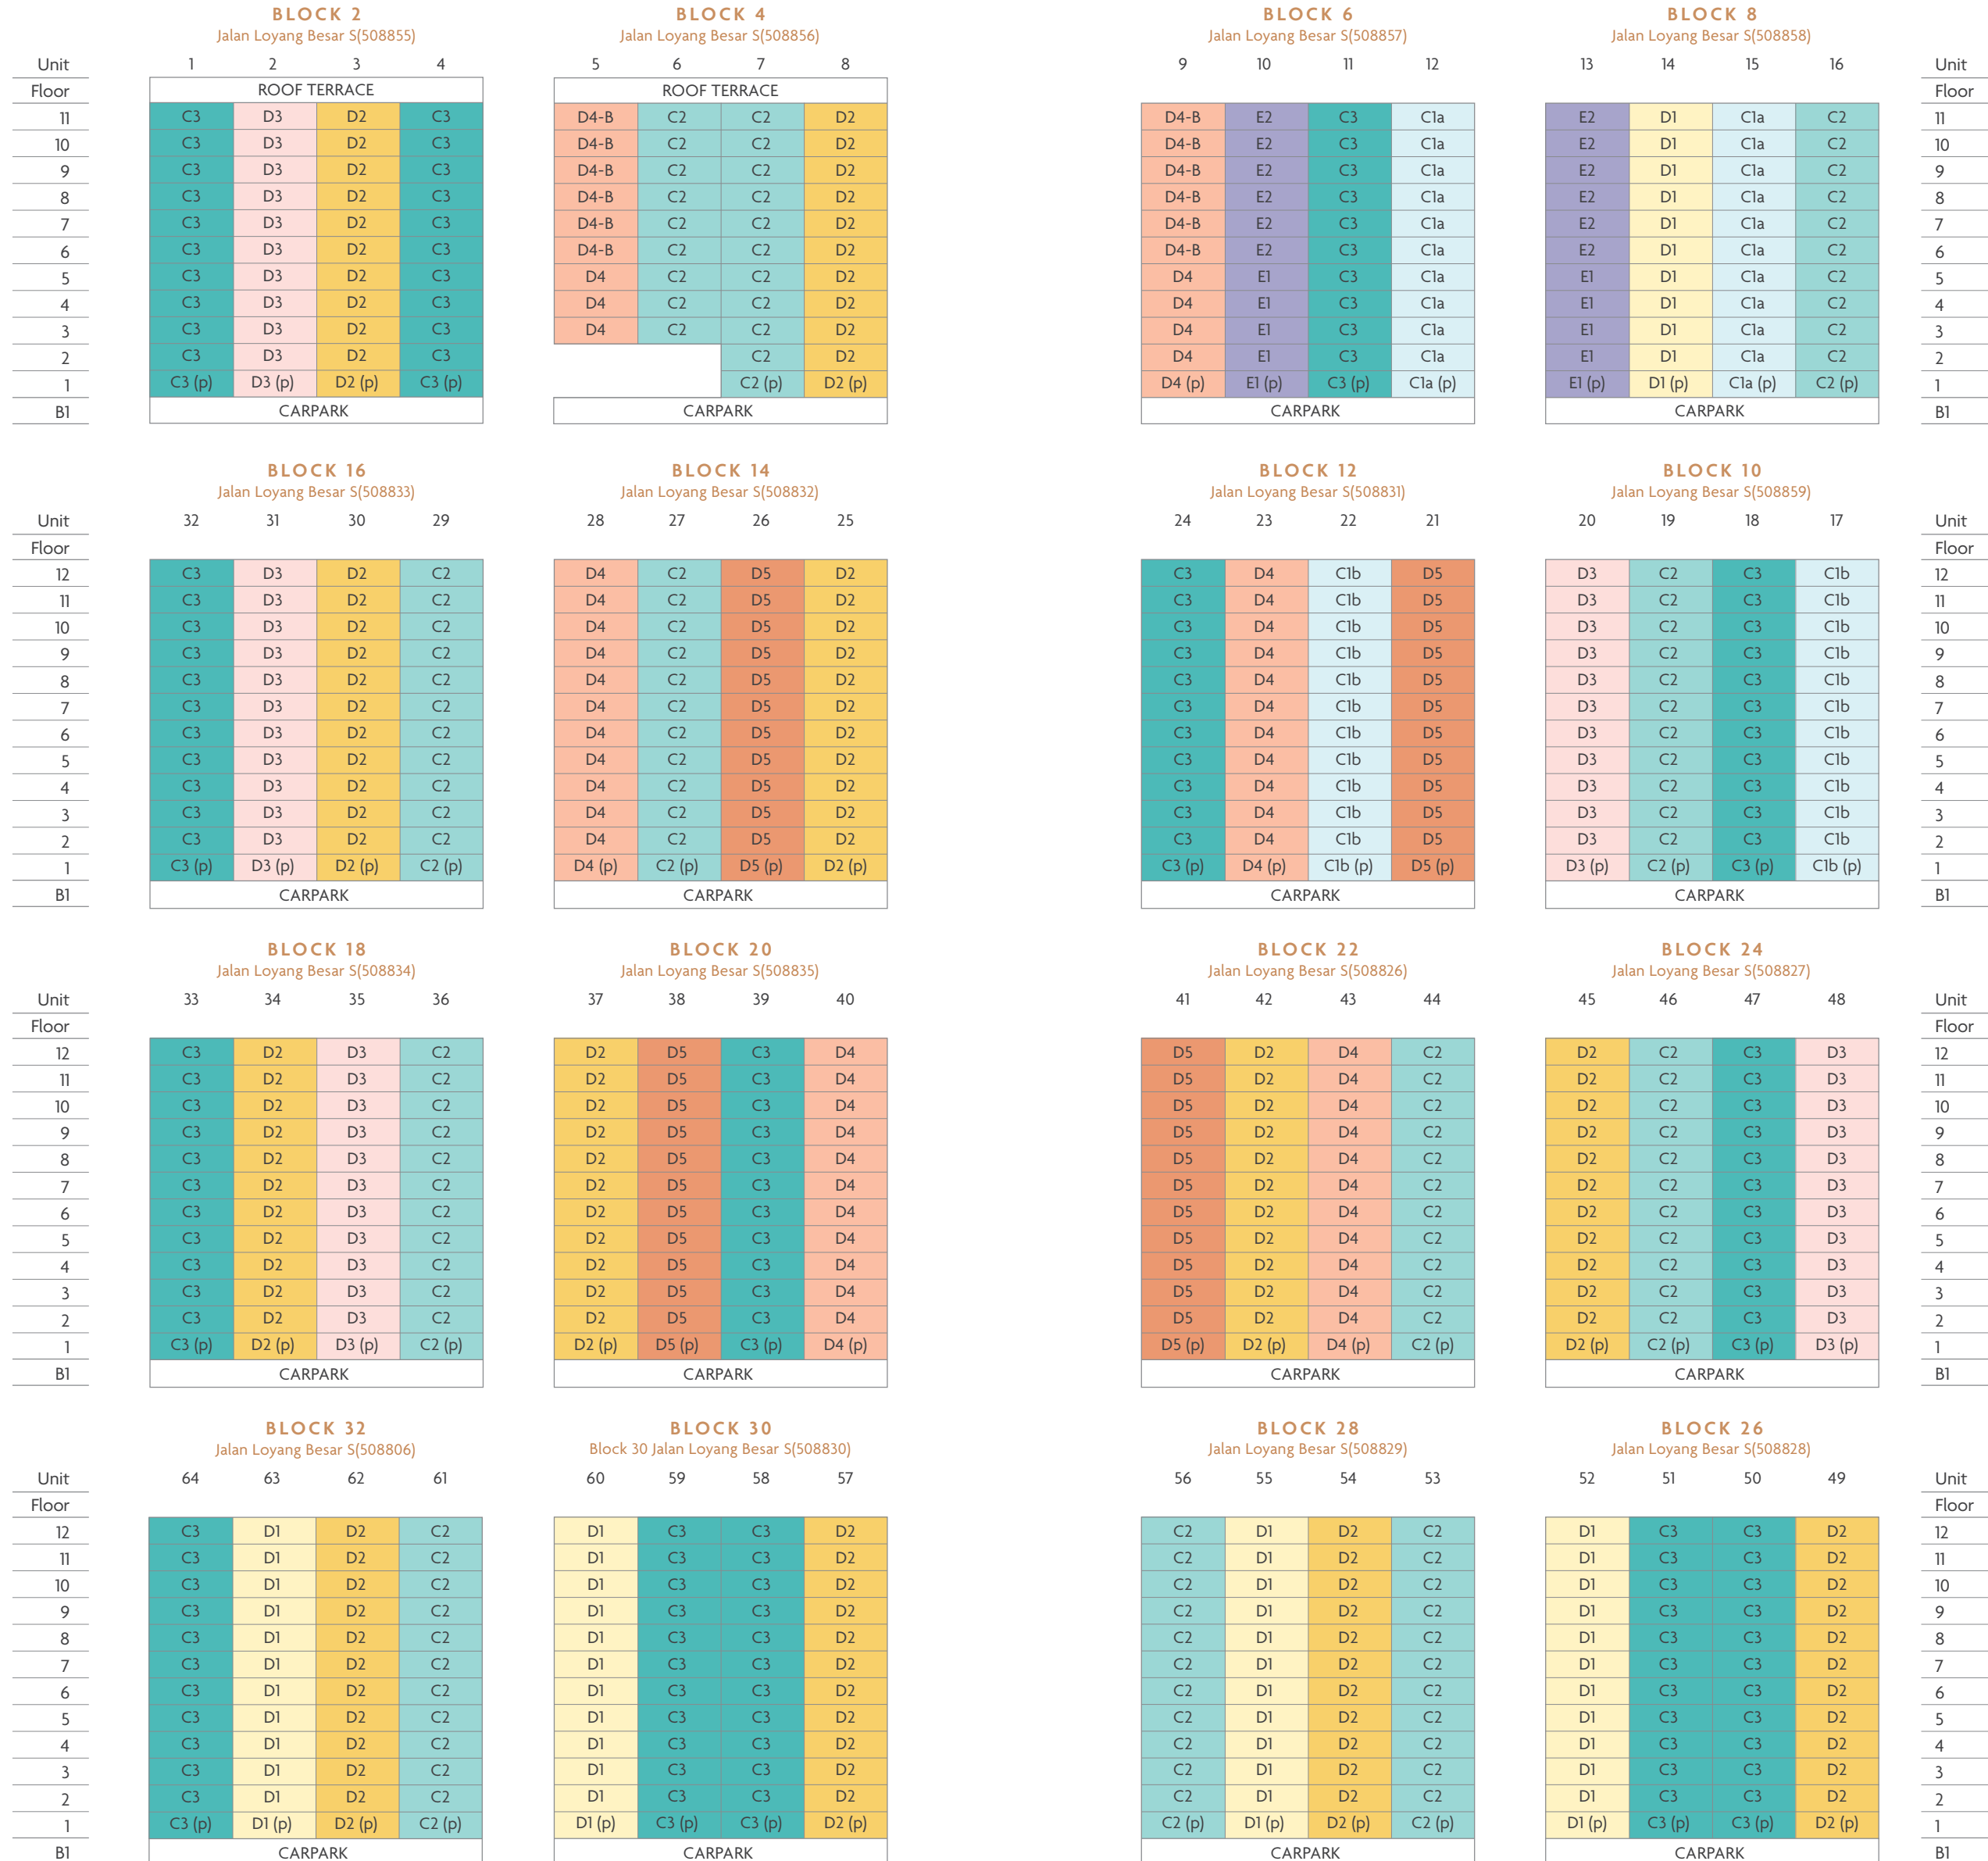 BLOCK 2 BLOCK 4 BLOCK 6 BLOCK 8
Jalan Loyang Besar S(508855) Jalan Loyang Besar S(508856) Jalan Loyang Besar S(508857) Jalan Loyang Besar S(508858)
Unit 1 2 3 4 5 6 7 8 9 10 11 12 13 14 15 16 Unit
Floor ROOF TERRACE ROOF TERRACE Floor
11 C3 D3 D2 C3 D4-B C2 C2 D2 D4-B E2 C3 C1a E2 D1 C1a C2 11
10 C3 D3 D2 C3 D4-B C2 C2 D2 D4-B E2 C3 C1a E2 D1 C1a C2 10
9 C3 D3 D2 C3 D4-B C2 C2 D2 D4-B E2 C3 C1a E2 D1 C1a C2 9
8 C3 D3 D2 C3 D4-B C2 C2 D2 D4-B E2 C3 C1a E2 D1 C1a C2 8
7 C3 D3 D2 C3 D4-B C2 C2 D2 D4-B E2 C3 C1a E2 D1 C1a C2 7
6 C3 D3 D2 C3 D4-B C2 C2 D2 D4-B E2 C3 C1a E2 D1 C1a C2 6
5 C3 D3 D2 C3 D4 C2 C2 D2 D4 E1 C3 C1a E1 D1 C1a C2 5
4 C3 D3 D2 C3 D4 C2 C2 D2 D4 E1 C3 C1a E1 D1 C1a C2 4
3 C3 D3 D2 C3 D4 C2 C2 D2 D4 E1 C3 C1a E1 D1 C1a C2 3
2 C3 D3 D2 C3 C2 D2 D4 E1 C3 C1a E1 D1 C1a C2 2
1 C3 (p) D3 (p) D2 (p) C3 (p) C2 (p) D2 (p) D4 (p) E1 (p) C3 (p) C1a (p) E1 (p) D1 (p) C1a (p) C2 (p) 1
B1 CARPARK CARPARK CARPARK CARPARK B1
BLOCK 16 BLOCK 14 BLOCK 12 BLOCK 10
Jalan Loyang Besar S(508833) Jalan Loyang Besar S(508832) Jalan Loyang Besar S(508831) Jalan Loyang Besar S(508859)
Unit 32 31 30 29 28 27 26 25 24 23 22 21 20 19 18 17 Unit
Floor Floor
12 C3 D3 D2 C2 D4 C2 D5 D2 C3 D4 C1b D5 D3 C2 C3 C1b 12
11 C3 D3 D2 C2 D4 C2 D5 D2 C3 D4 C1b D5 D3 C2 C3 C1b 11
10 C3 D3 D2 C2 D4 C2 D5 D2 C3 D4 C1b D5 D3 C2 C3 C1b 10
9 C3 D3 D2 C2 D4 C2 D5 D2 C3 D4 C1b D5 D3 C2 C3 C1b 9
8 C3 D3 D2 C2 D4 C2 D5 D2 C3 D4 C1b D5 D3 C2 C3 C1b 8
7 C3 D3 D2 C2 D4 C2 D5 D2 C3 D4 C1b D5 D3 C2 C3 C1b 7
6 C3 D3 D2 C2 D4 C2 D5 D2 C3 D4 C1b D5 D3 C2 C3 C1b 6
5 C3 D3 D2 C2 D4 C2 D5 D2 C3 D4 C1b D5 D3 C2 C3 C1b 5
4 C3 D3 D2 C2 D4 C2 D5 D2 C3 D4 C1b D5 D3 C2 C3 C1b 4
3 C3 D3 D2 C2 D4 C2 D5 D2 C3 D4 C1b D5 D3 C2 C3 C1b 3
2 C3 D3 D2 C2 D4 C2 D5 D2 C3 D4 C1b D5 D3 C2 C3 C1b 2
1 C3 (p) D3 (p) D2 (p) C2 (p) D4 (p) C2 (p) D5 (p) D2 (p) C3 (p) D4 (p) C1b (p) D5 (p) D3 (p) C2 (p) C3 (p) C1b (p) 1
B1 CARPARK CARPARK CARPARK CARPARK B1
BLOCK 18 BLOCK 20 BLOCK 22 BLOCK 24
Jalan Loyang Besar S(508834) Jalan Loyang Besar S(508835) Jalan Loyang Besar S(508826) Jalan Loyang Besar S(508827)
Unit 33 34 35 36 37 38 39 40 41 42 43 44 45 46 47 48 Unit
Floor Floor
12 C3 D2 D3 C2 D2 D5 C3 D4 D5 D2 D4 C2 D2 C2 C3 D3 12
11 C3 D2 D3 C2 D2 D5 C3 D4 D5 D2 D4 C2 D2 C2 C3 D3 11
10 C3 D2 D3 C2 D2 D5 C3 D4 D5 D2 D4 C2 D2 C2 C3 D3 10
9 C3 D2 D3 C2 D2 D5 C3 D4 D5 D2 D4 C2 D2 C2 C3 D3 9
8 C3 D2 D3 C2 D2 D5 C3 D4 D5 D2 D4 C2 D2 C2 C3 D3 8
7 C3 D2 D3 C2 D2 D5 C3 D4 D5 D2 D4 C2 D2 C2 C3 D3 7
6 C3 D2 D3 C2 D2 D5 C3 D4 D5 D2 D4 C2 D2 C2 C3 D3 6
5 C3 D2 D3 C2 D2 D5 C3 D4 D5 D2 D4 C2 D2 C2 C3 D3 5
4 C3 D2 D3 C2 D2 D5 C3 D4 D5 D2 D4 C2 D2 C2 C3 D3 4
3 C3 D2 D3 C2 D2 D5 C3 D4 D5 D2 D4 C2 D2 C2 C3 D3 3
2 C3 D2 D3 C2 D2 D5 C3 D4 D5 D2 D4 C2 D2 C2 C3 D3 2
1 C3 (p) D2 (p) D3 (p) C2 (p) D2 (p) D5 (p) C3 (p) D4 (p) D5 (p) D2 (p) D4 (p) C2 (p) D2 (p) C2 (p) C3 (p) D3 (p) 1
B1 CARPARK CARPARK CARPARK CARPARK B1
BLOCK 32 BLOCK 30 BLOCK 28 BLOCK 26
Jalan Loyang Besar S(508806) Block 30 Jalan Loyang Besar S(508830) Jalan Loyang Besar S(508829) Jalan Loyang Besar S(508828)
Unit 64 63 62 61 60 59 58 57 56 55 54 53 52 51 50 49 Unit
Floor Floor
12 C3 D1 D2 C2 D1 C3 C3 D2 C2 D1 D2 C2 D1 C3 C3 D2 12
11 C3 D1 D2 C2 D1 C3 C3 D2 C2 D1 D2 C2 D1 C3 C3 D2 11
10 C3 D1 D2 C2 D1 C3 C3 D2 C2 D1 D2 C2 D1 C3 C3 D2 10
9 C3 D1 D2 C2 D1 C3 C3 D2 C2 D1 D2 C2 D1 C3 C3 D2 9
8 C3 D1 D2 C2 D1 C3 C3 D2 C2 D1 D2 C2 D1 C3 C3 D2 8
7 C3 D1 D2 C2 D1 C3 C3 D2 C2 D1 D2 C2 D1 C3 C3 D2 7
6 C3 D1 D2 C2 D1 C3 C3 D2 C2 D1 D2 C2 D1 C3 C3 D2 6
5 C3 D1 D2 C2 D1 C3 C3 D2 C2 D1 D2 C2 D1 C3 C3 D2 5
4 C3 D1 D2 C2 D1 C3 C3 D2 C2 D1 D2 C2 D1 C3 C3 D2 4
3 C3 D1 D2 C2 D1 C3 C3 D2 C2 D1 D2 C2 D1 C3 C3 D2 3
2 C3 D1 D2 C2 D1 C3 C3 D2 C2 D1 D2 C2 D1 C3 C3 D2 2
1 C3 (p) D1 (p) D2 (p) C2 (p) D1 (p) C3 (p) C3 (p) D2 (p) C2 (p) D1 (p) D2 (p) C2 (p) D1 (p) C3 (p) C3 (p) D2 (p) 1
B1 CARPARK CARPARK CARPARK CARPARK B1